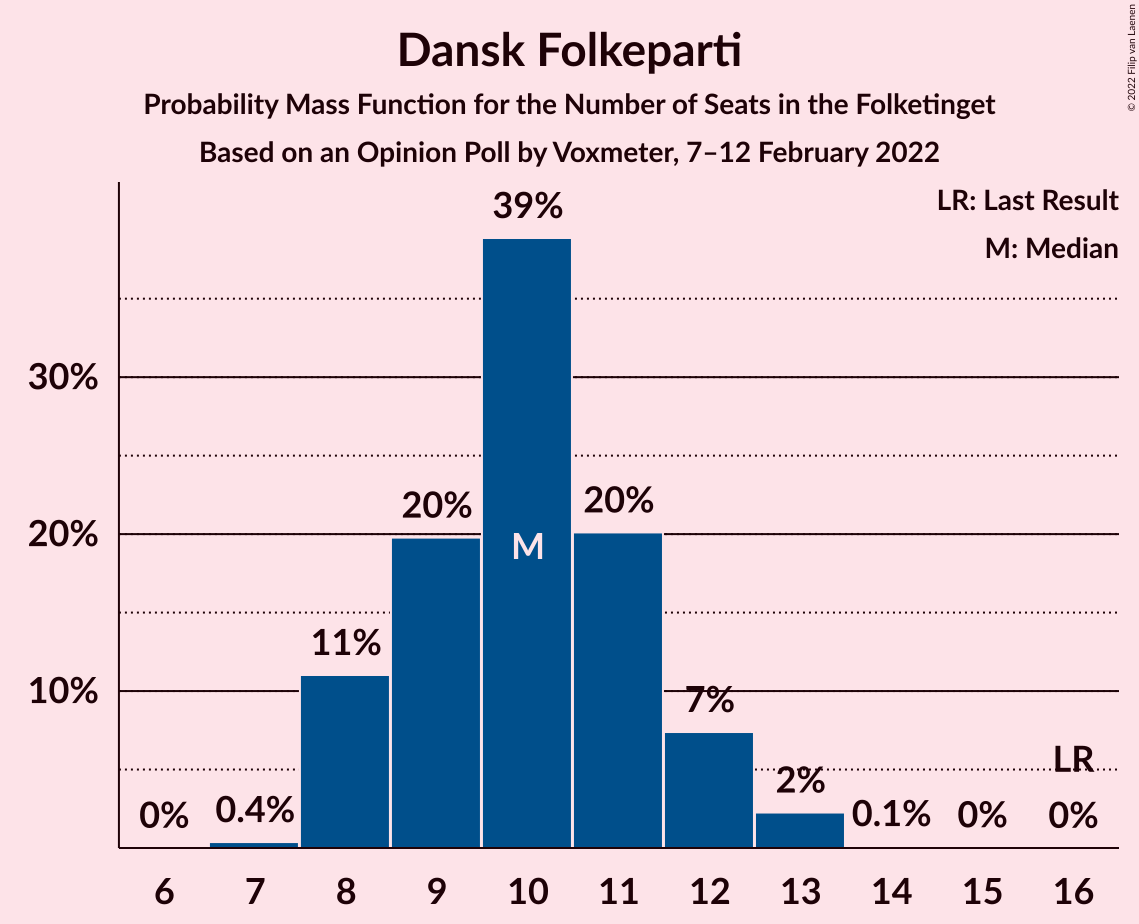 Dansk Folkeparti
Probability Mass Function for the Number of Seats in the Folketinget
Based on an Opinion Poll by Voxmeter, 7–12 February 2022
© 2022 Filip van Laenen
LR: Last Result
M: Median
39%
30%
20%
20%
20%
M
11%
10%
7%
LR
2%
0%
0.4%
0.1%
0%
0%
6 7 8 9 10 11 12 13 14 15 16